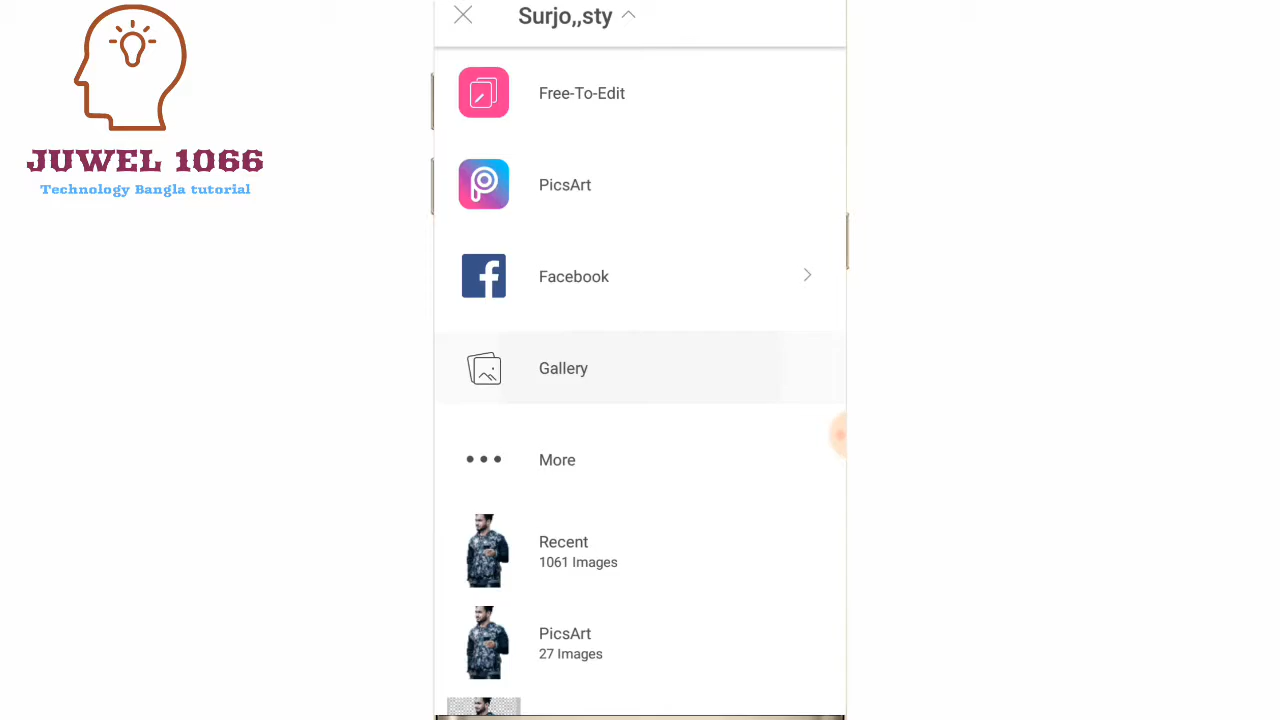 Surjo,,sty
JUWEL 1066
Technology Bangla tutorial
Free-To-Edit
PicsArt
Facebook
Gallery
More
Recent
1061 Images
PicsArt
27 Images